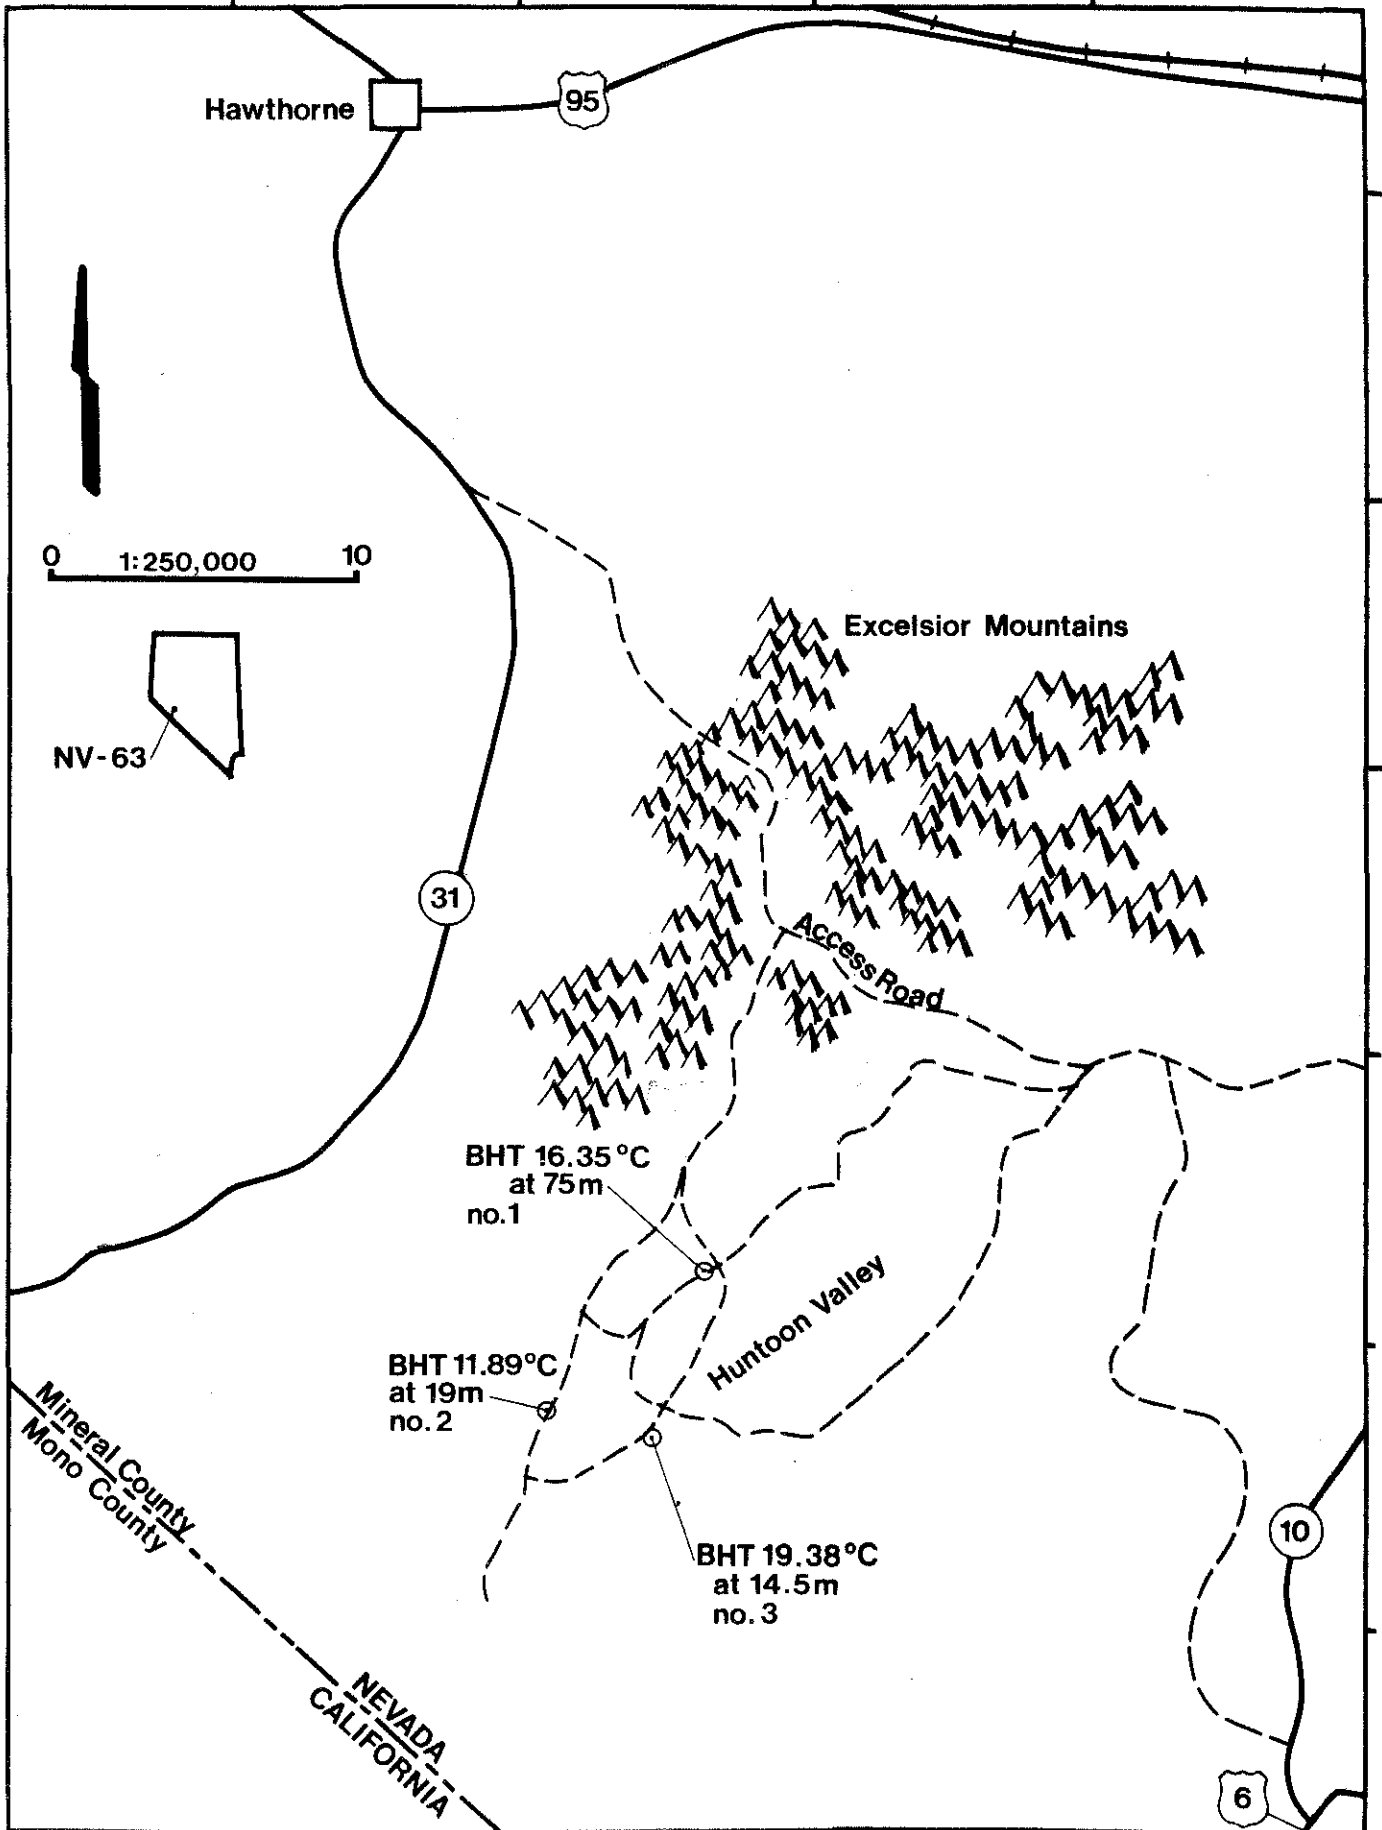 Hawthorne
95
0 1:250,000 10
Excelsior Mountains
NV-63
31
Access Road
BHT 16.35°C
at 75m
no.1
Huntoon Valley
BHT 11.89°C
at 19m
no.2
Mineral County
Mono County
BHT 19.38°C
at 14.5m
no.3
10
NEVADA
CALIFORNIA
6